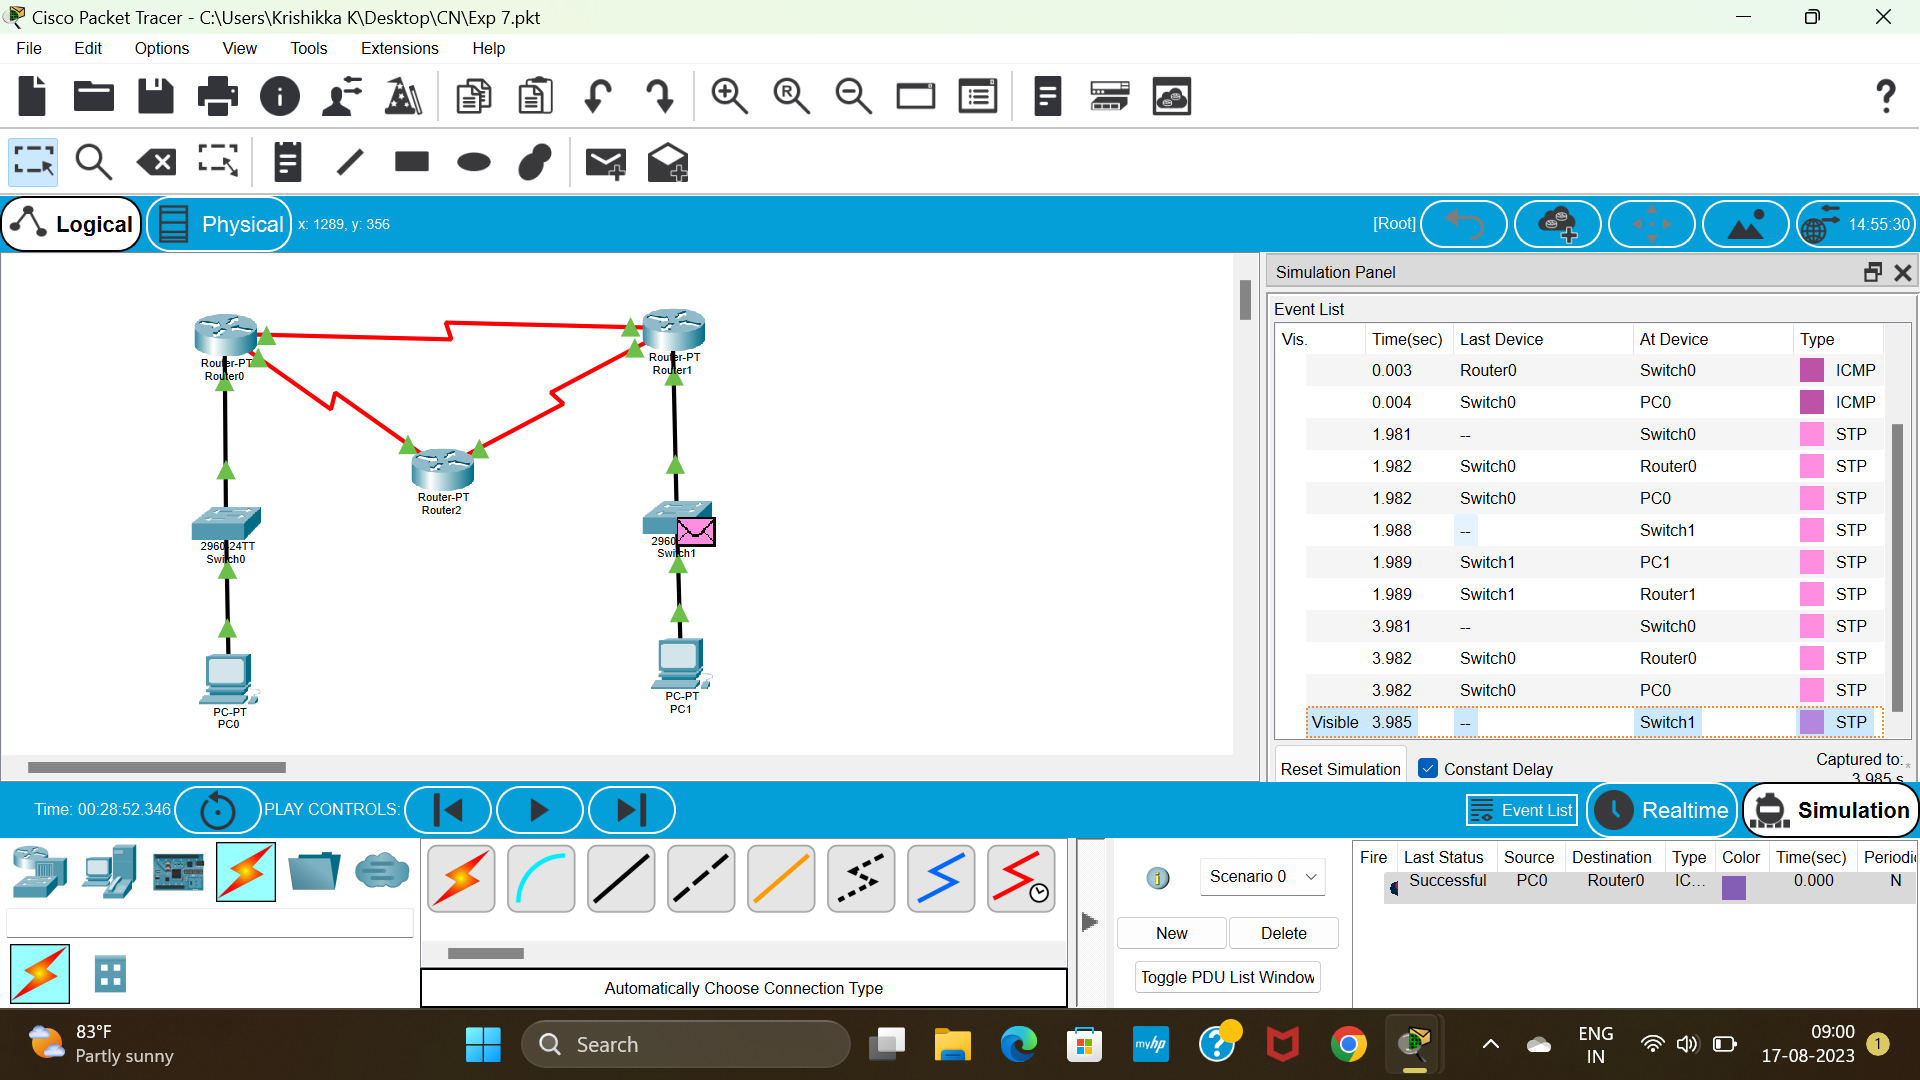 Cisco Packet Tracer - C:\Users\Krishikka K\Desktop\CN\Exp 7.pkt
File Edit Options View Tools Extensions Help
Logical Physical x: 1289, y: 356 [Root] 14:55:30
Simulation Panel
Event List
Vis. Time(sec) Last Device At Device Type
0.003 Router0 Switch0 ICMP
0.004 Switch0 PC0 ICMP
1.981 -- Switch0 STP
1.982 Switch0 Router0 STP
1.982 Switch0 PC0 STP
1.988 -- Switch1 STP
1.989 Switch1 PC1 STP
1.989 Switch1 Router1 STP
3.981 -- Switch0 STP
3.982 Switch0 Router0 STP
3.982 Switch0 PC0 STP
Visible 3.985 -- Switch1 STP
Reset Simulation Constant Delay Captured to: *
3.985 s
Router-PT
Router0
Router-PT
Router1
Router-PT
Router2
2960-24TT
Switch0
2960
Switch1
PC-PT
PC0
PC-PT
PC1
Time: 00:28:52.346 PLAY CONTROLS: Event List Realtime Simulation
Scenario 0
New Delete
Toggle PDU List Window
Fire Last Status Source Destination Type Color Time(sec) Periodi
Successful PC0 Router0 IC... 0.000 N
Automatically Choose Connection Type
83°F
Partly sunny
Search
myhp
ENG
IN
09:00
17-08-2023
1